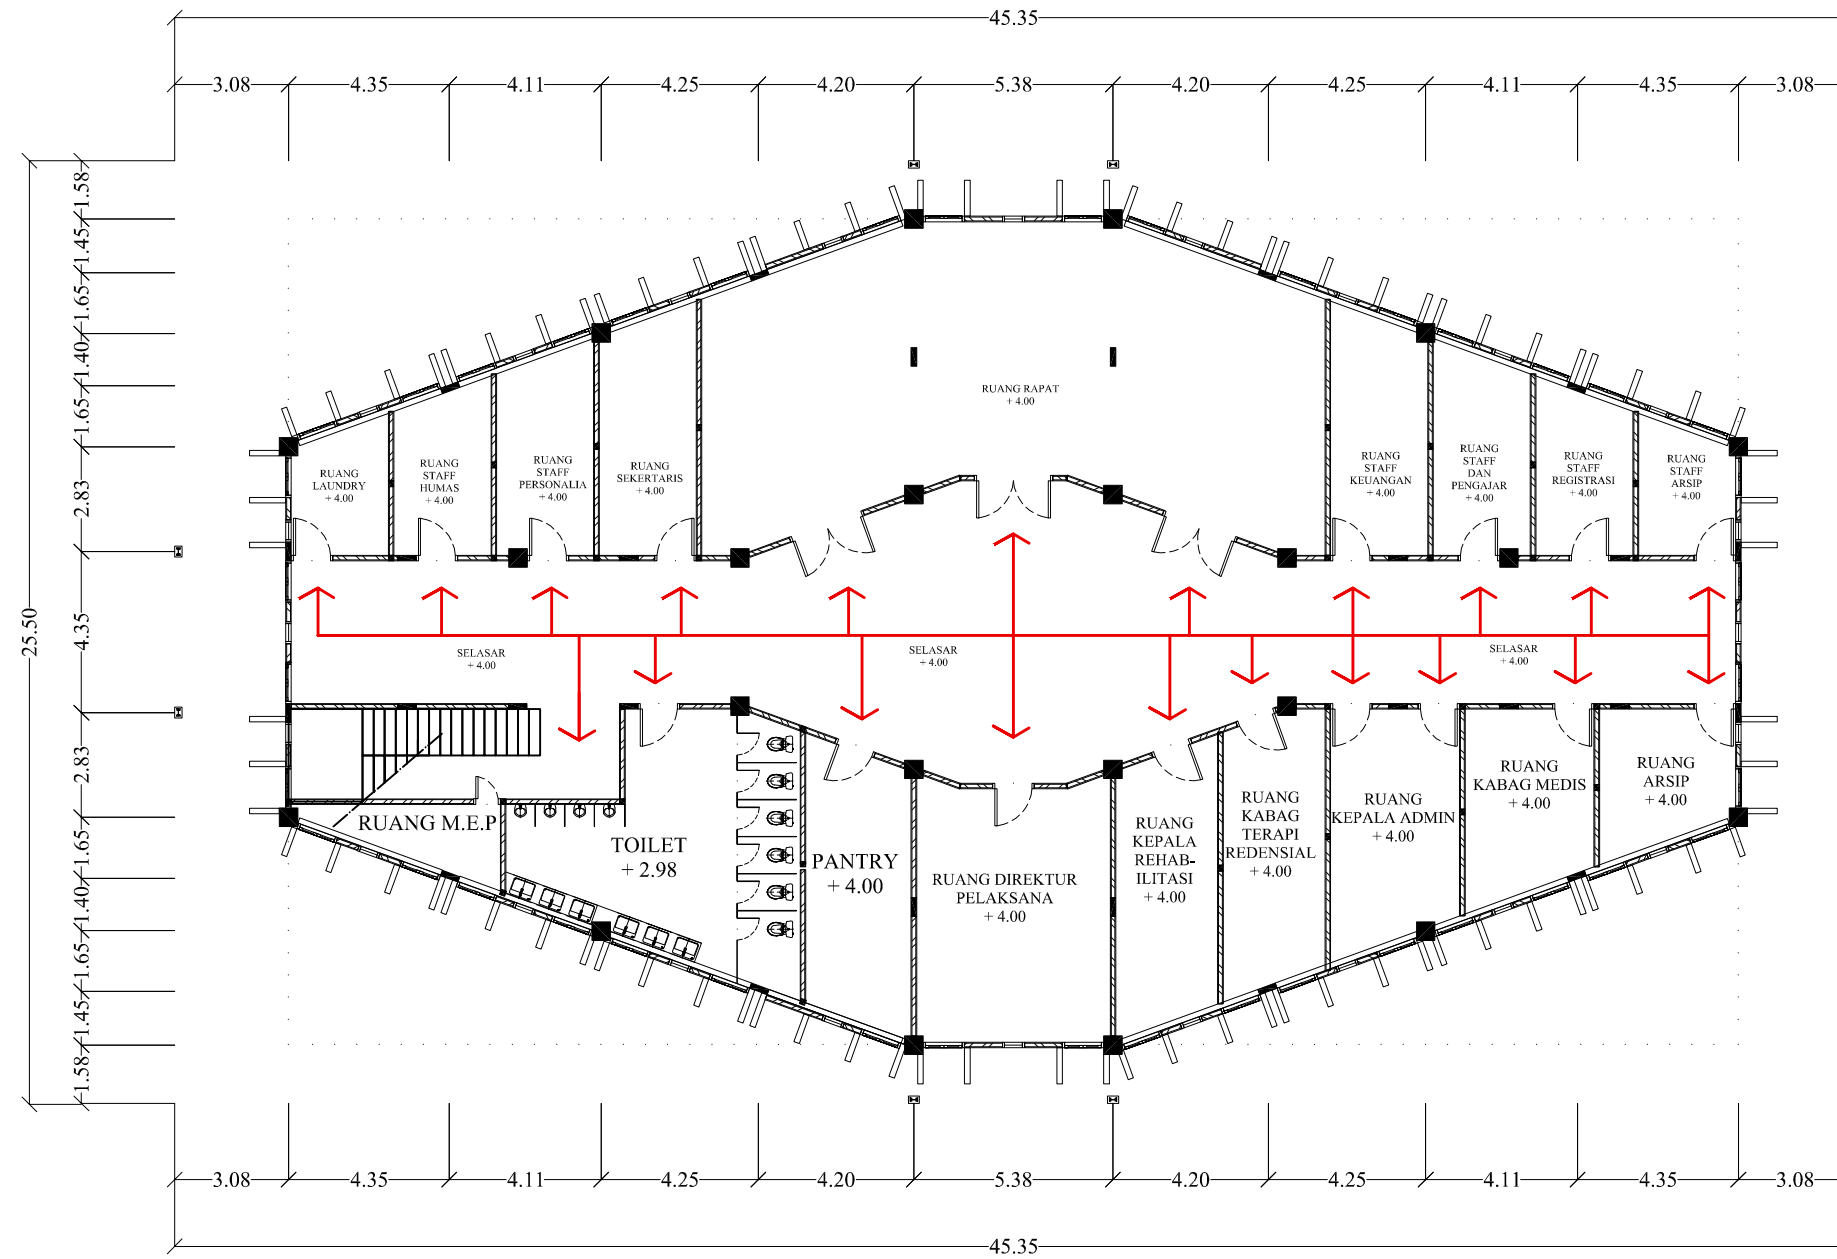 45.35
3.08 4.35 4.11 4.25 4.20 5.38 4.20 4.25 4.11 4.35 3.08
25.50
1.58
1.45
1.65
1.40
1.65
2.83
4.35
2.83
1.65
1.40
1.65
1.45
1.58
RUANG RAPAT
+ 4.00
RUANG
LAUNDRY
+ 4.00
RUANG
STAFF
HUMAS
+ 4.00
RUANG
STAFF
PERSONALIA
+ 4.00
RUANG
SEKERTARIS
+ 4.00
RUANG
STAFF
KEUANGAN
+ 4.00
RUANG
STAFF
DAN
PENGAJAR
+ 4.00
RUANG
STAFF
REGISTRASI
+ 4.00
RUANG
STAFF
ARSIP
+ 4.00
SELASAR
+ 4.00
SELASAR
+ 4.00
SELASAR
+ 4.00
RUANG M.E.P
TOILET
+ 2.98
PANTRY
+ 4.00
RUANG DIREKTUR
PELAKSANA
+ 4.00
RUANG
KEPALA
REHAB-
ILITASI
+ 4.00
RUANG
KABAG
TERAPI
REDENSIAL
+ 4.00
RUANG
KEPALA ADMIN
+ 4.00
RUANG
KABAG MEDIS
+ 4.00
RUANG
ARSIP
+ 4.00
3.08 4.35 4.11 4.25 4.20 5.38 4.20 4.25 4.11 4.35 3.08
45.35